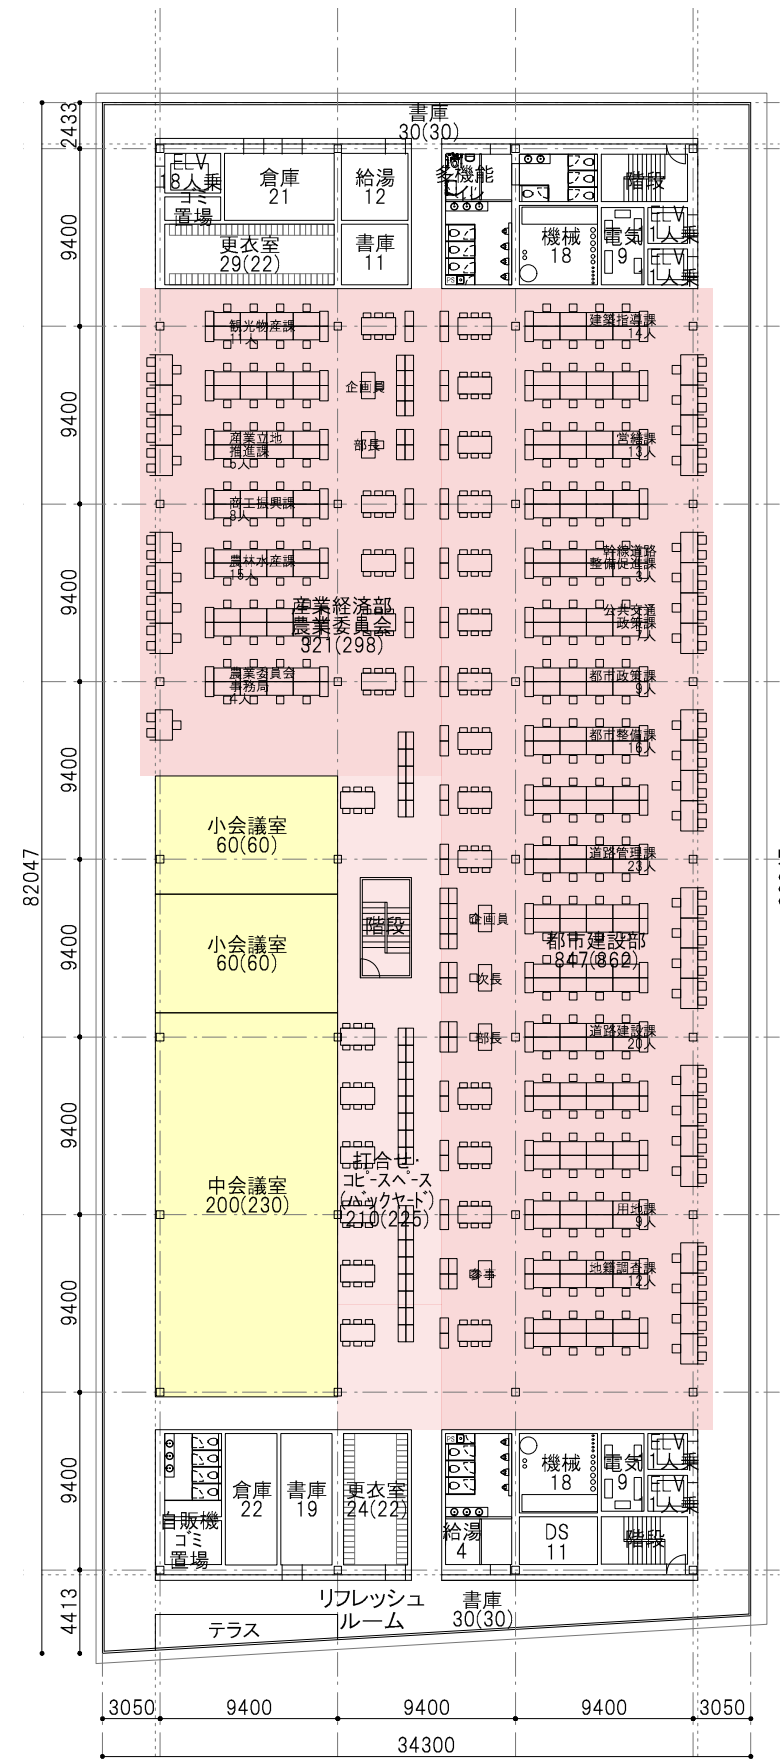 書庫
30(30)
2433
ELV
18人乗
ゴミ
置場
倉庫
21
給湯
12
多機能
トイレ
階段
更衣室
29(22)
書庫
11
PS
機械
18
電気
9
ELV
11人乗
ELV
11人乗
9400
観光物産課
11人
建築指導課
14人
企画員
9400
産業立地
推進課
5人
部長
営繕課
13人
商工振興課
8人
農林水産課
15人
幹線道路
整備促進課
3人
9400
産業経済部
農業委員会
321(298)
公共交通
政策課
7人
農業委員会
事務局
4人
都市政策課
9人
都市整備課
16人
9400
小会議室
60(60)
道路管理課
23人
82047
階段
企画員
小会議室
60(60)
9400
都市建設部
847(862)
次長
部長
道路建設課
20人
9400
打合せ・
コピースペース
(バックヤード)
210(225)
中会議室
200(230)
用地課
9人
参事
地籍調査課
12人
9400
PS
倉庫
22
書庫
19
更衣室
24(22)
機械
18
電気
9
ELV
11人乗
ELV
11人乗
9400
自販機
ゴミ
置場
給湯
4
DS
11
階段
リフレッシュ
ルーム
書庫
30(30)
テラス
4413
3050
9400
9400
9400
3050
34300